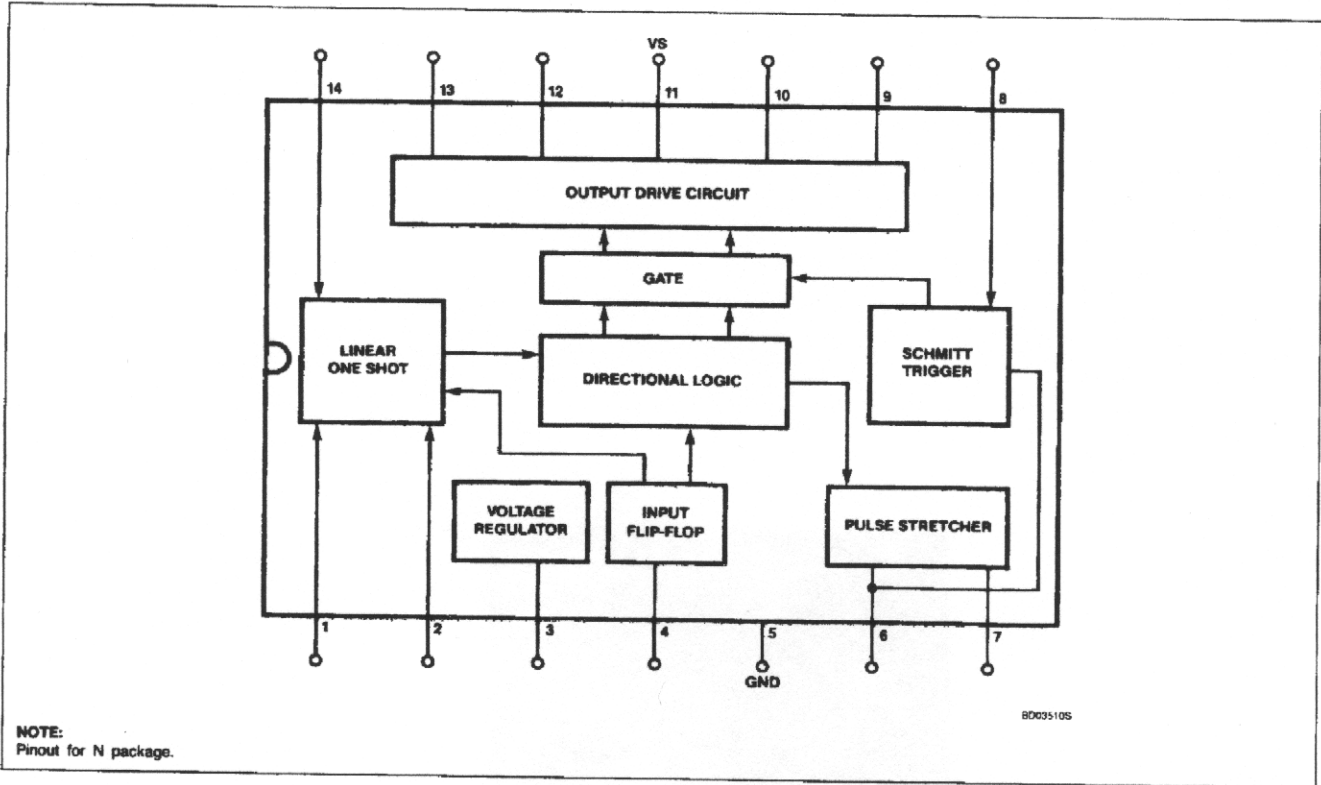 VS
14
13
12
11
10
9
8
OUTPUT DRIVE CIRCUIT
GATE
LINEAR
ONE SHOT
DIRECTIONAL LOGIC
SCHMITT
TRIGGER
VOLTAGE
REGULATOR
INPUT
FLIP-FLOP
PULSE STRETCHER
1
2
3
4
5
6
7
GND
BD03510S
NOTE:
Pinout for N package.